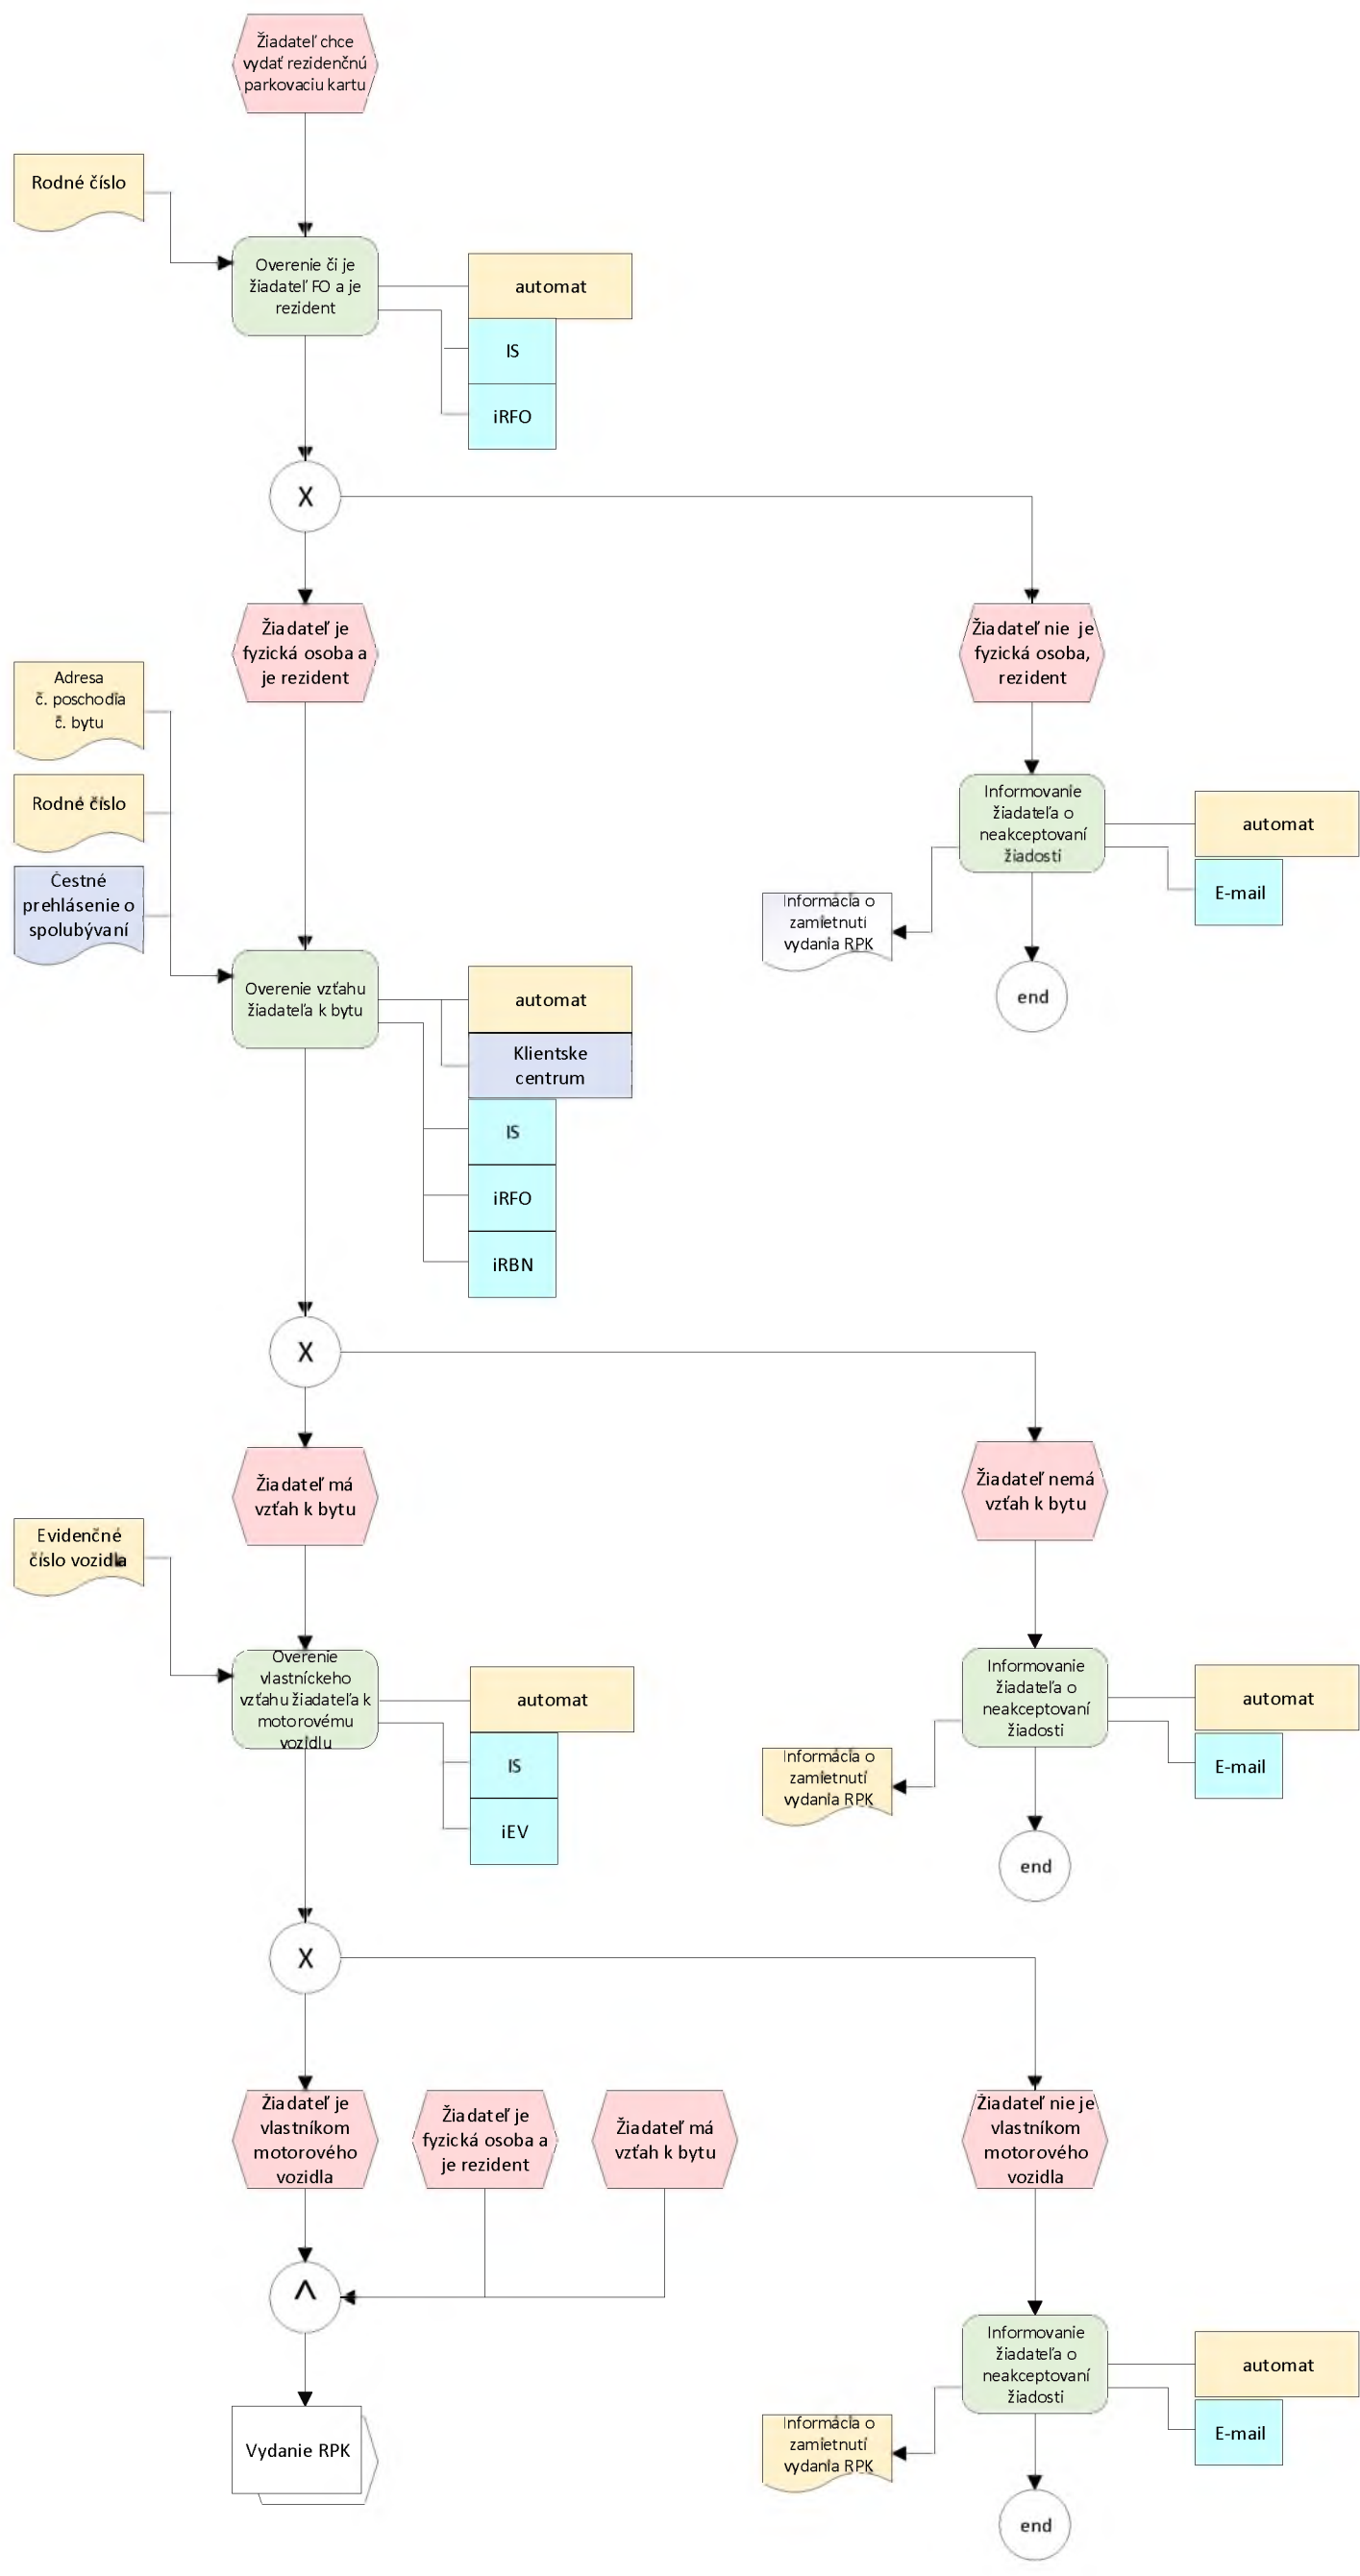 Žiadateľ chce
vydať rezidenčnú
parkovaciu kartu
Rodné číslo
Overenie či je
žiadateľ FO a je
rezident
automat
IS
iRFO
X
Žiadateľ je
fyzická osoba a
je rezident
Žiadateľ nie je
fyzická osoba,
rezident
Adresa
č. poschodia
č. bytu
Rodné číslo
Čestné
prehlásenie o
spolubývaní
Informovanie
žiadateľa o
neakceptovaní
žiadosti
automat
E-mail
Informácia o
zamietnutí
vydania RPK
end
Overenie vzťahu
žiadateľa k bytu
automat
Klientske
centrum
IS
iRFO
iRBN
X
Žiadateľ má
vzťah k bytu
Žiadateľ nemá
vzťah k bytu
Evidenčné
číslo vozidla
Overenie
vlastníckeho
vzťahu žiadateľa k
motorovému
vozidlu
automat
IS
iEV
Informovanie
žiadateľa o
neakceptovaní
žiadosti
automat
E-mail
Informácia o
zamietnutí
vydania RPK
end
X
Žiadateľ je
vlastníkom
motorového
vozidla
Žiadateľ je
fyzická osoba a
je rezident
Žiadateľ má
vzťah k bytu
Žiadateľ nie je
vlastníkom
motorového
vozidla
^
Vydanie RPK
Informovanie
žiadateľa o
neakceptovaní
žiadosti
automat
E-mail
Informácia o
zamietnutí
vydania RPK
end